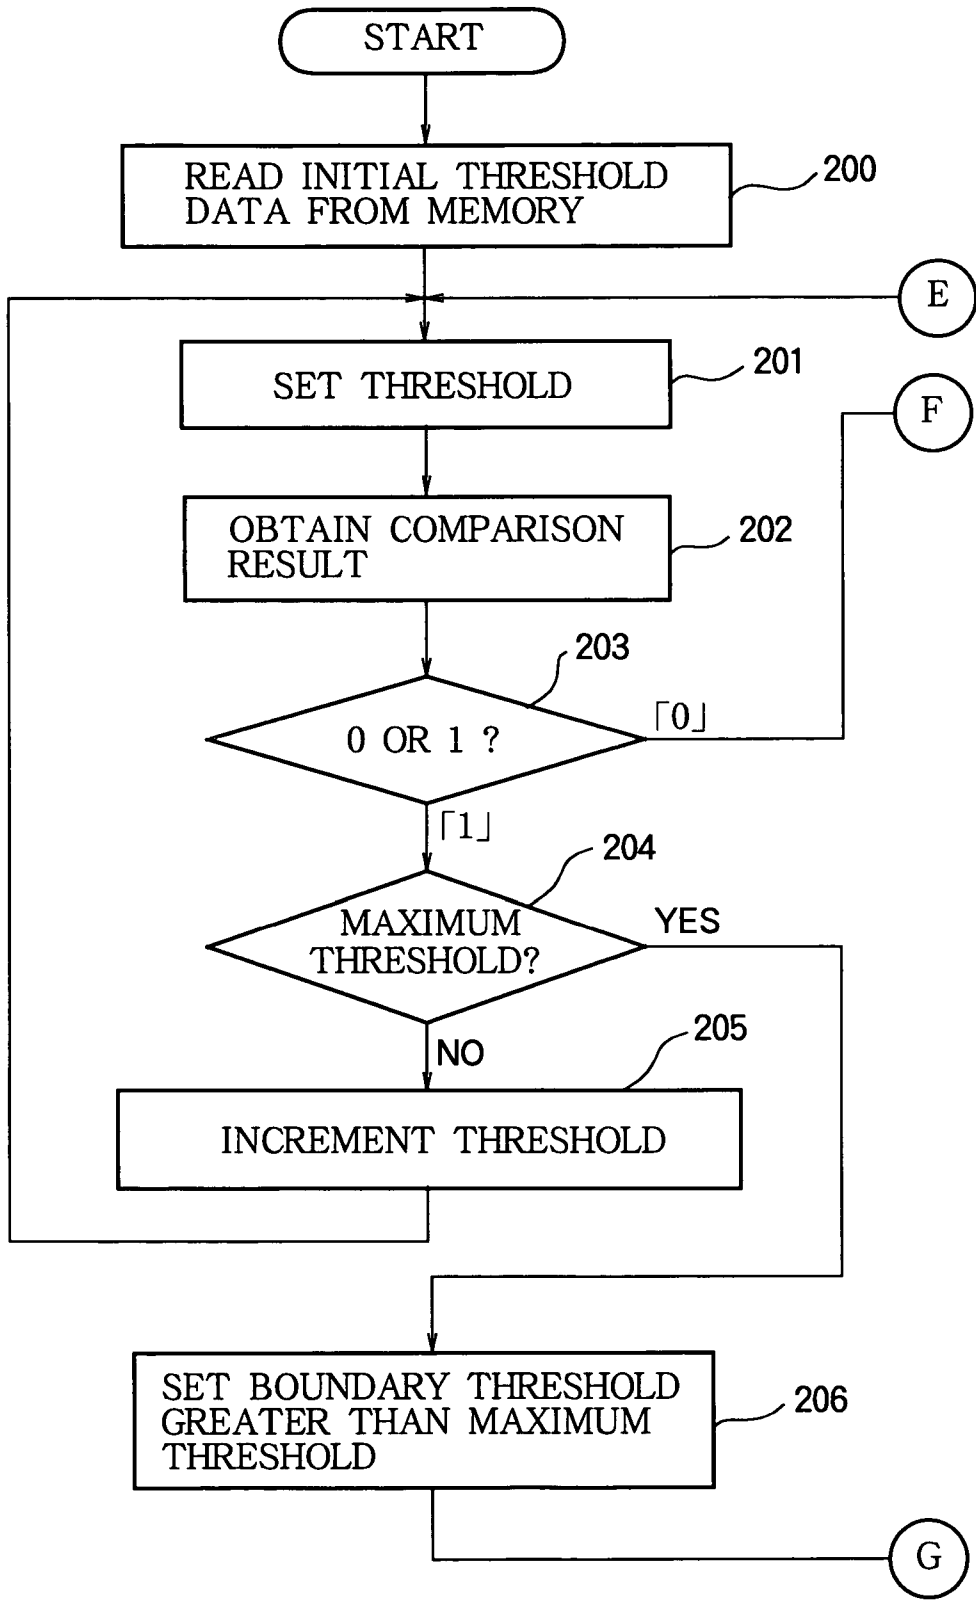 START
READ INITIAL THRESHOLD
DATA FROM MEMORY
200
E
SET THRESHOLD
201
F
OBTAIN COMPARISON
RESULT
202
203
0 OR 1 ?
「0」
「1」
204
MAXIMUM
THRESHOLD?
YES
NO
205
INCREMENT THRESHOLD
SET BOUNDARY THRESHOLD
GREATER THAN MAXIMUM
THRESHOLD
206
G